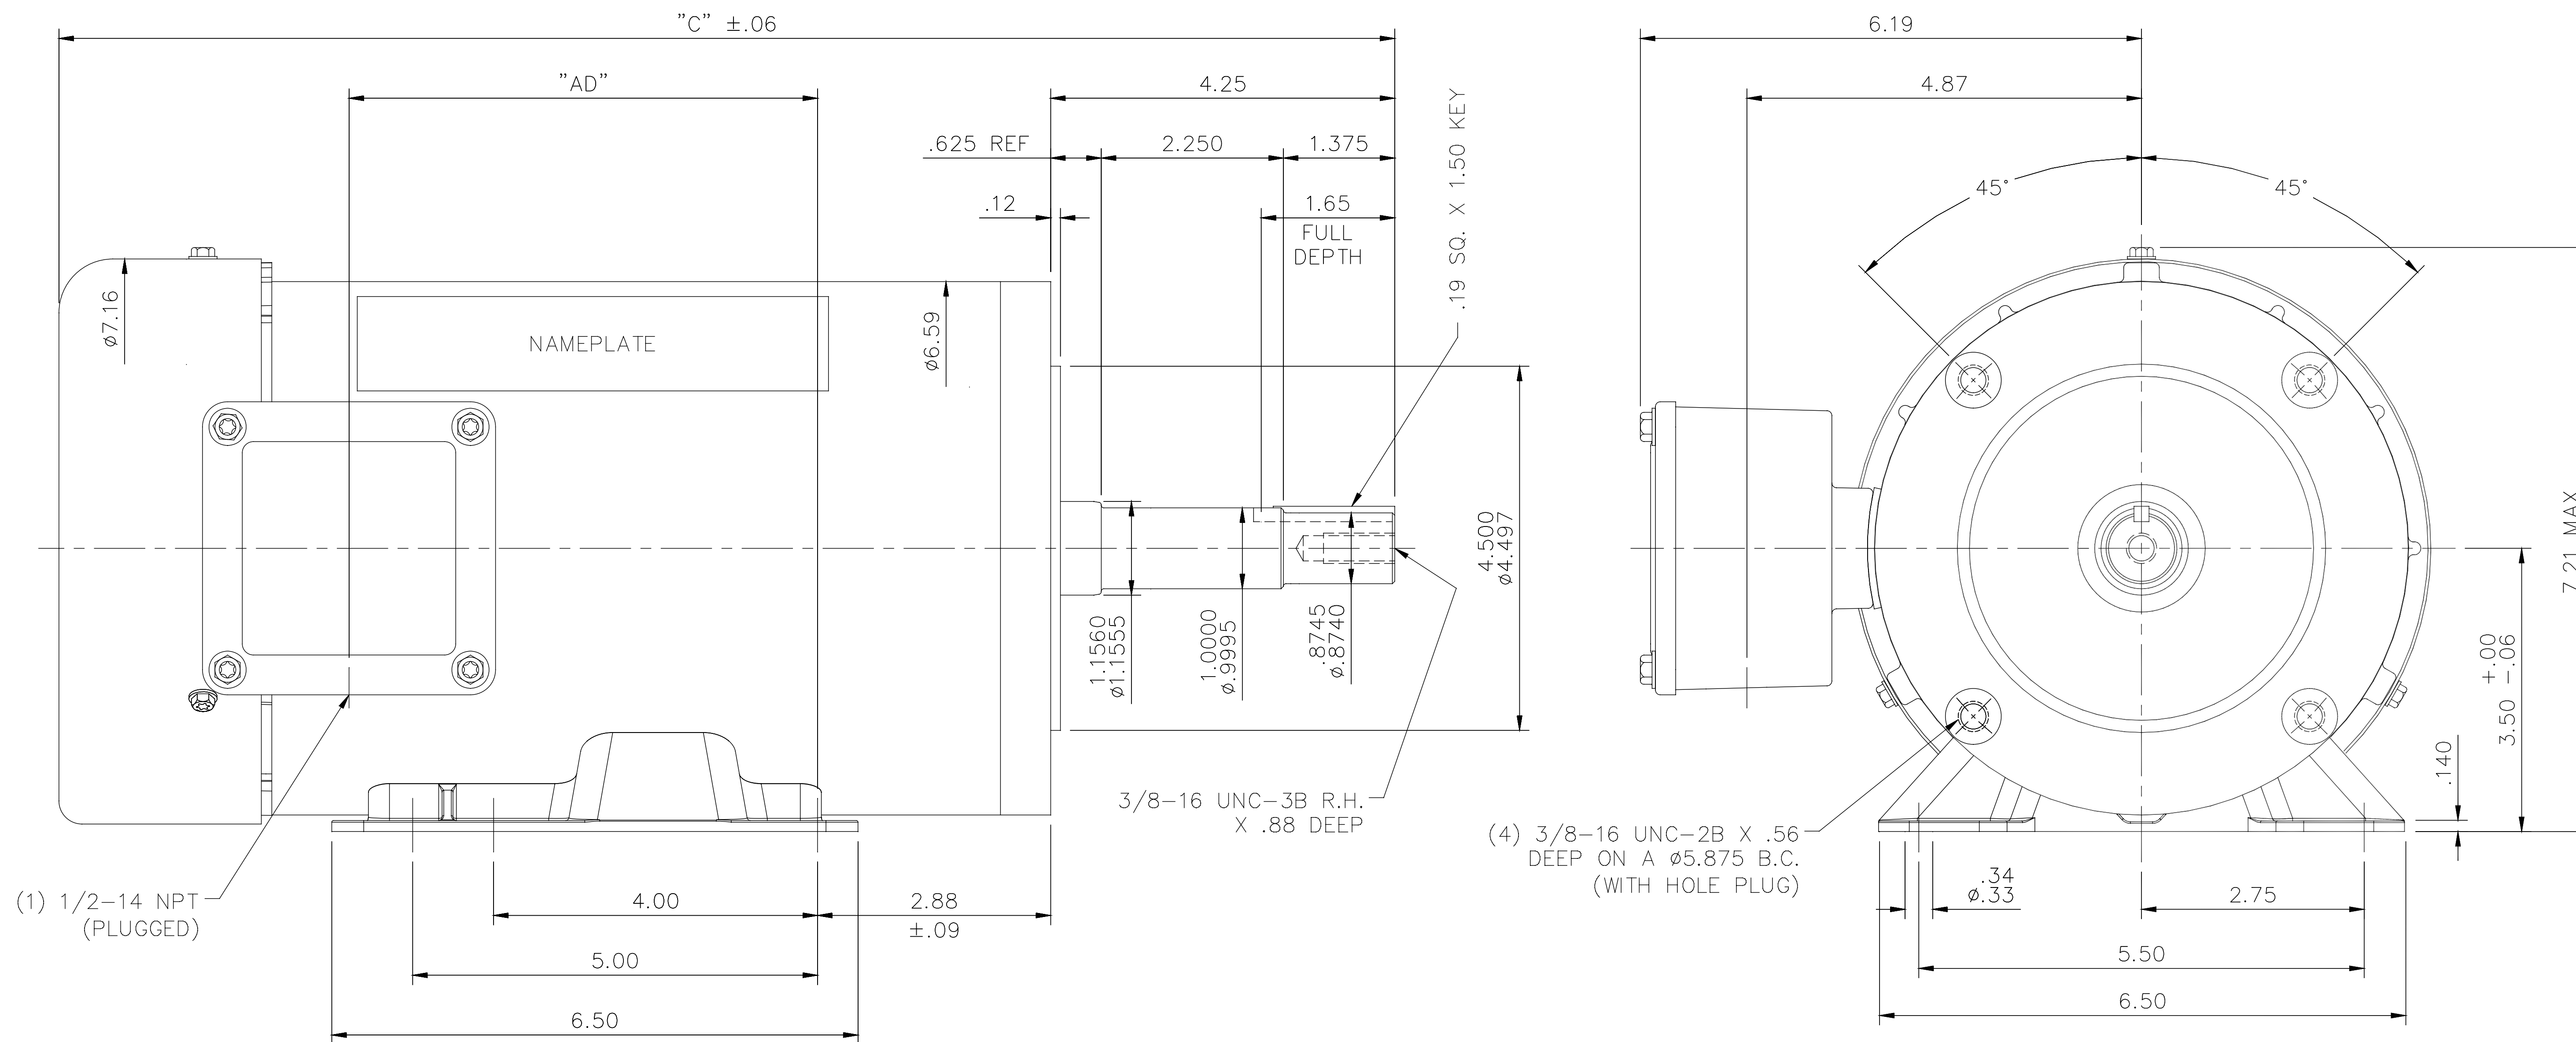 "C" ±.06
"AD"
4.25
.625 REF
2.250
1.375
.12
1.65
FULL
DEPTH
.19 SQ. X 1.50 KEY
ø7.16
NAMEPLATE
ø6.59
4.500
ø4.497
1.1560
ø1.1555
1.0000
ø.9995
.8745
ø.8740
3/8-16 UNC-3B R.H.
X .88 DEEP
(1) 1/2-14 NPT
(PLUGGED)
4.00
2.88
±.09
5.00
6.50
6.19
4.87
45°
45°
7.21 MAX
+.00
3.50 -.06
.140
(4) 3/8-16 UNC-2B X .56
DEEP ON A ø5.875 B.C.
(WITH HOLE PLUG)
.34
ø.33
2.75
5.50
6.50